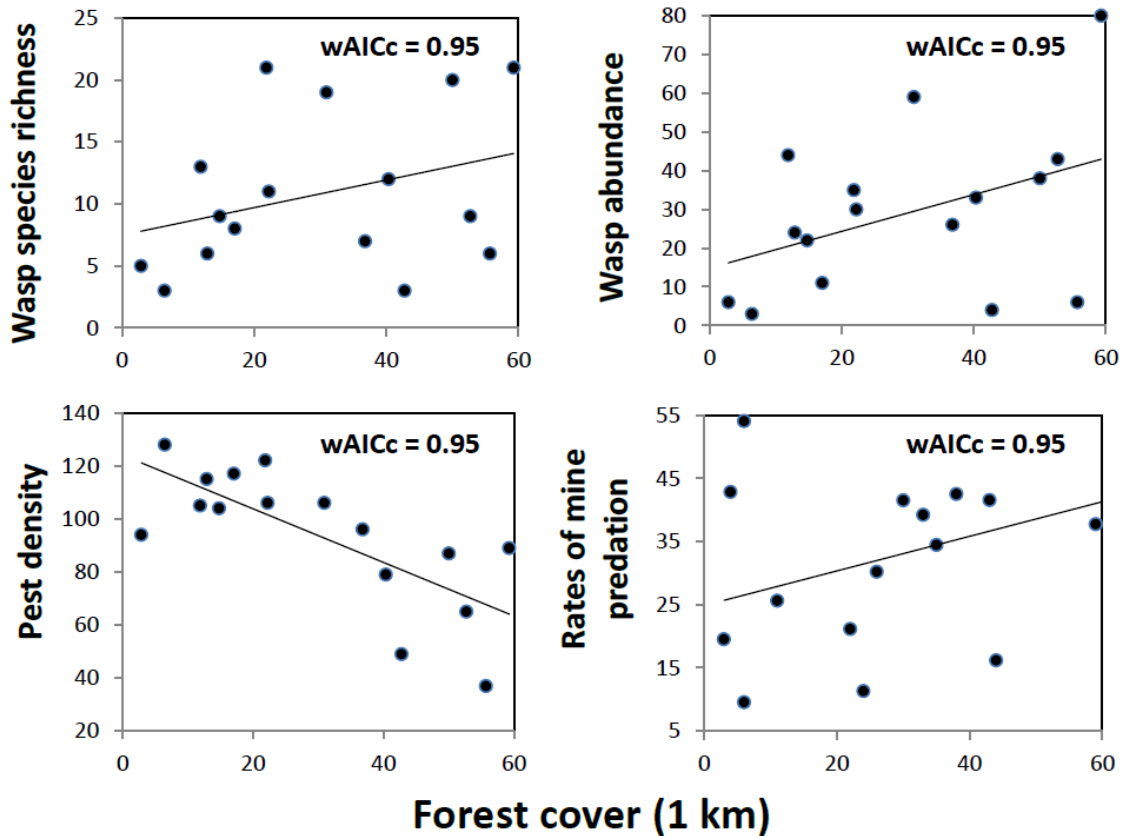 Wasp species richness
25
20
15
10
5
0
wAICc = 0.95
0 20 40 60
Wasp abundance
80
70
60
50
40
30
20
10
0
wAICc = 0.95
0 20 40 60
Pest density
140
120
100
80
60
40
20
wAICc = 0.95
0 20 40 60
Rates of mine
predation
55
45
35
25
15
5
wAICc = 0.95
0 20 40 60
Forest cover (1 km)